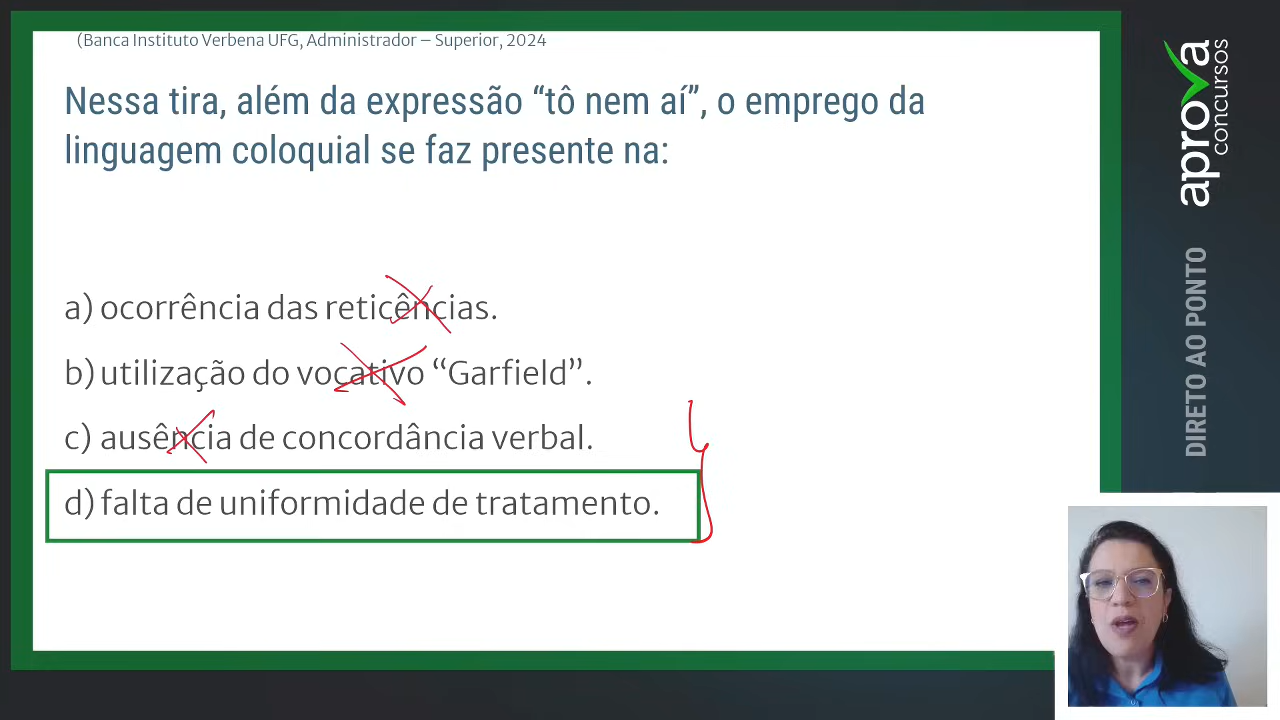 (Banca Instituto Verbena UFG, Administrador – Superior, 2024
Nessa tira, além da expressão “tô nem aí”, o emprego da
linguagem coloquial se faz presente na:
a) ocorrência das reticências.
b) utilização do vocativo “Garfield”.
c) ausência de concordância verbal.
d) falta de uniformidade de tratamento.
aprova
concursos
DIRETO AO PONTO